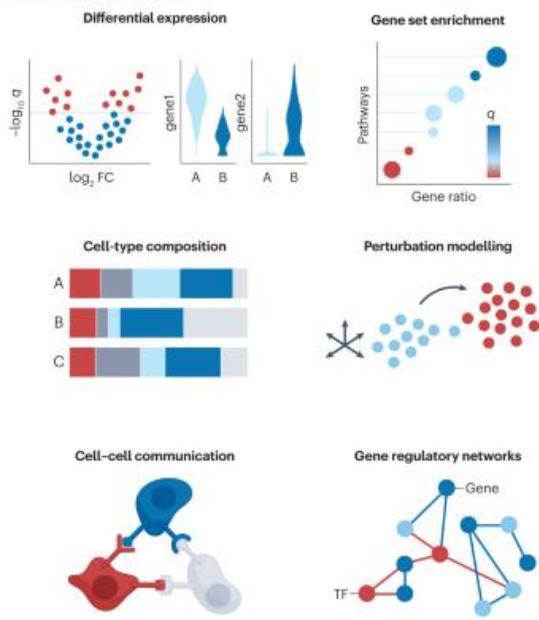 Differential expression
Gene set enrichment
−log10 q
log2 FC
gene1
A B
gene2
A B
Pathways
q
Gene ratio
Cell-type composition
A
B
C
Perturbation modelling
Cell–cell communication
Gene regulatory networks
Gene
TF